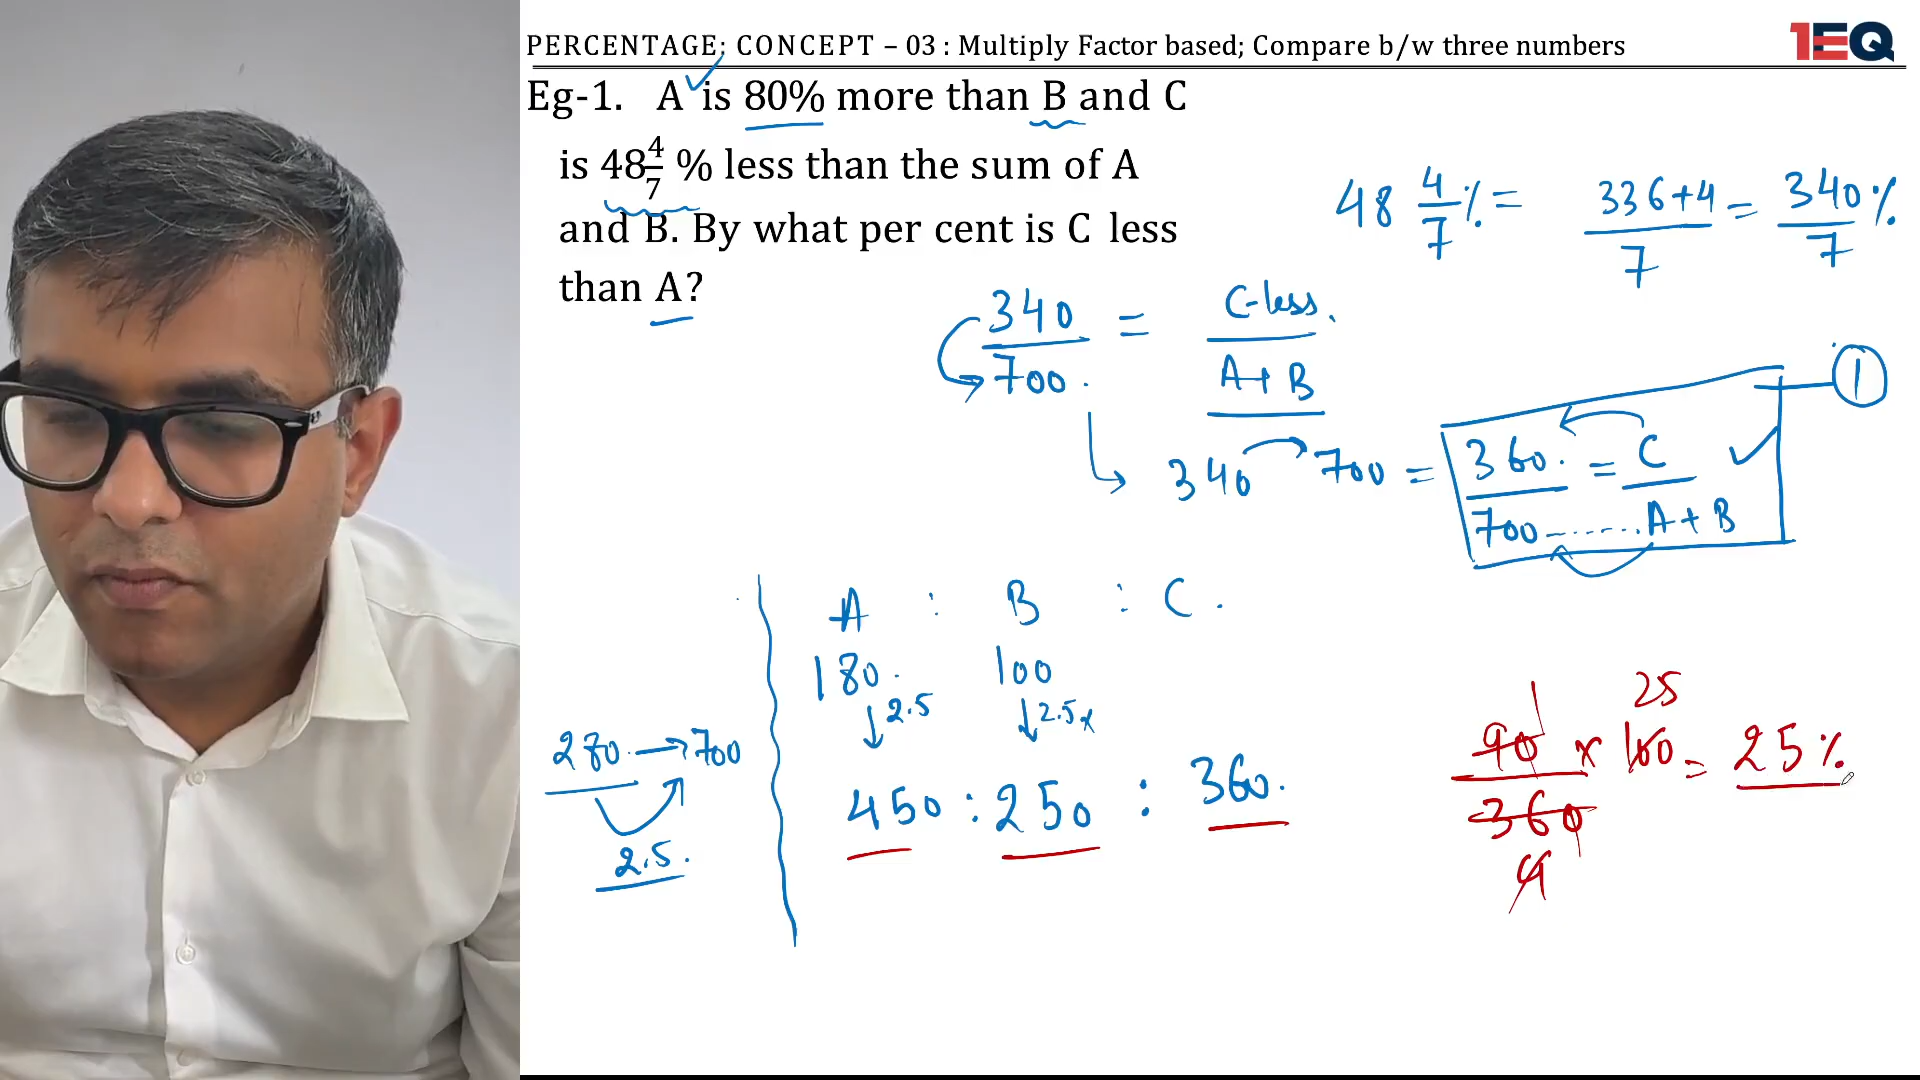 PERCENTAGE; CONCEPT – 03 : Multiply Factor based; Compare b/w three numbers
1EQ
Eg-1. A is 80% more than B and C
is 48 4/7 % less than the sum of A
and B. By what per cent is C less
than A?
48 4/7 % = 336+4/7 = 340/7 %
340/700 = C-less/A+B
340 700 = 360/700 = C/A+B
1
A : B : C
180 100
2.5 2.5x
280 → 700
2.5
450 : 250 : 360
90/360 x 100 = 25%
1 25
4